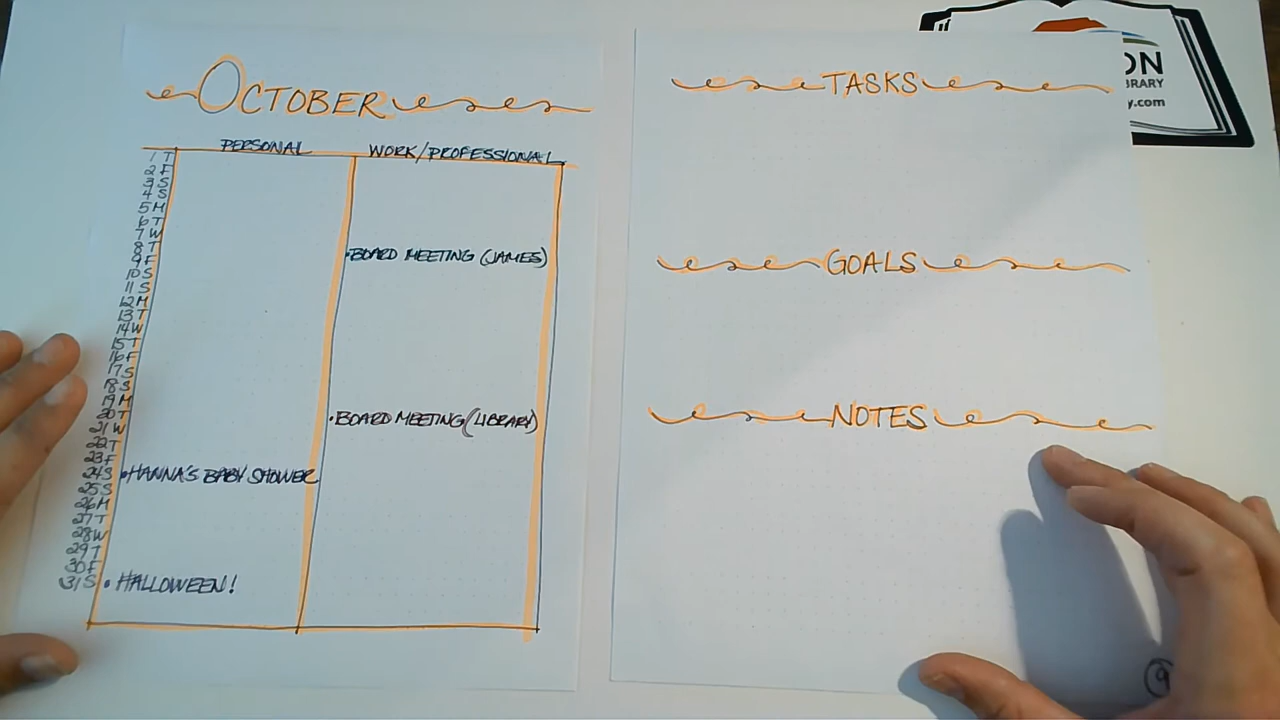 OCTOBER
PERSONAL WORK/PROFESSIONAL
1 T
2 F
3 S
4 S
5 M
6 T
7 W
8 T
9 F •BOARD MEETING (JAMES)
10 S
11 S
12 M
13 T
14 W
15 T
16 F
17 S
18 S
19 M
20 T
21 W •BOARD MEETING (LIBRARY)
22 T
23 F
24 S •HANNA'S BABY SHOWER
25 S
26 M
27 T
28 W
29 T
30 F
31 S • HALLOWEEN!
TASKS
GOALS
NOTES
ON
BRARY
y.com
9